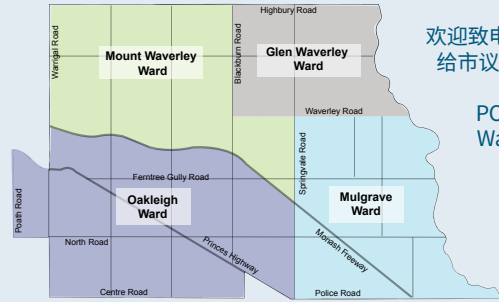 Highbury Road
欢迎致电
给市议
Warrigal Road
Mount Waverley
Ward
Blackburn Road
Glen Waverley
Ward
Waverley Road
PO
Wa
Springvale Road
Ferntree Gully Road
Poath Road
Oakleigh
Ward
Mulgrave
Ward
North Road
Princes Highway
Monash Freeway
Centre Road
Police Road